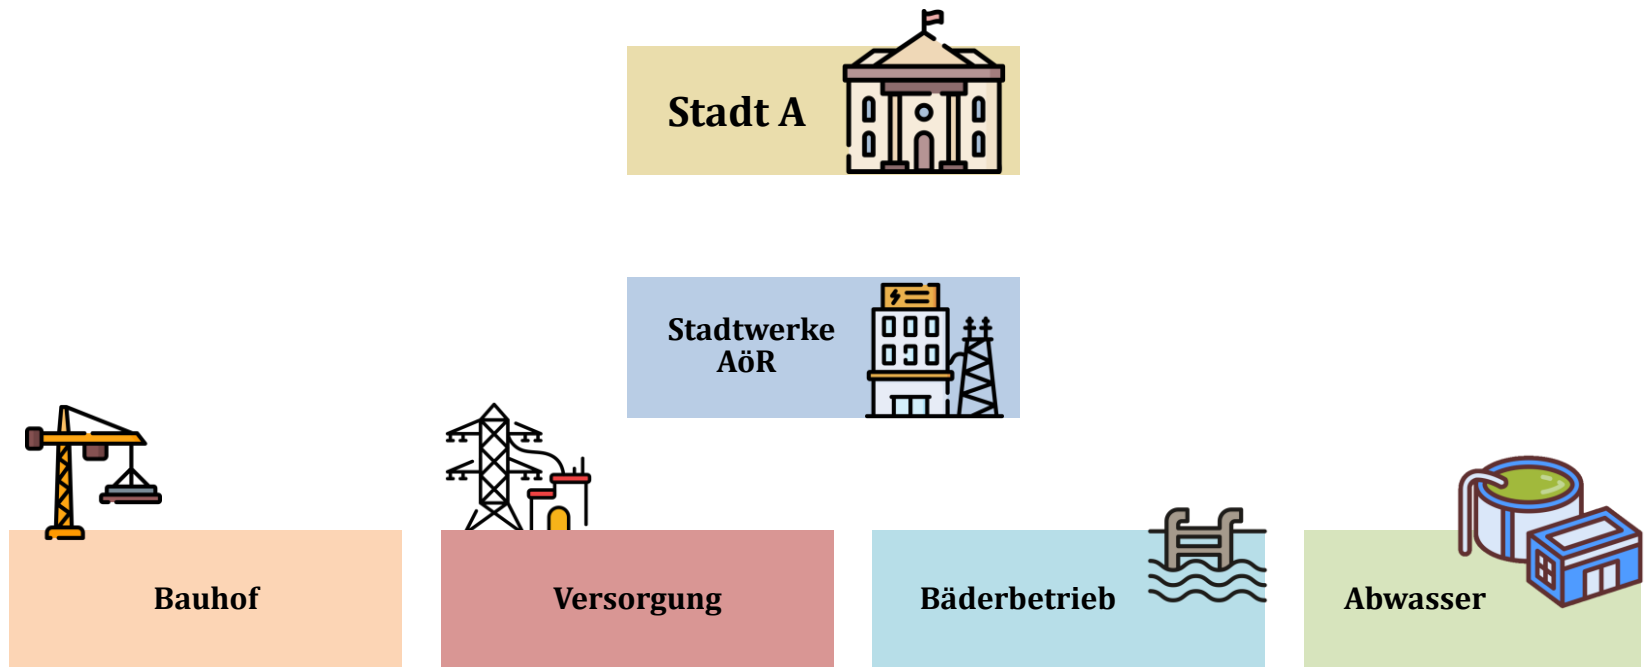 Stadt A
Stadtwerke
AöR
Bauhof
Versorgung
Bäderbetrieb
Abwasser